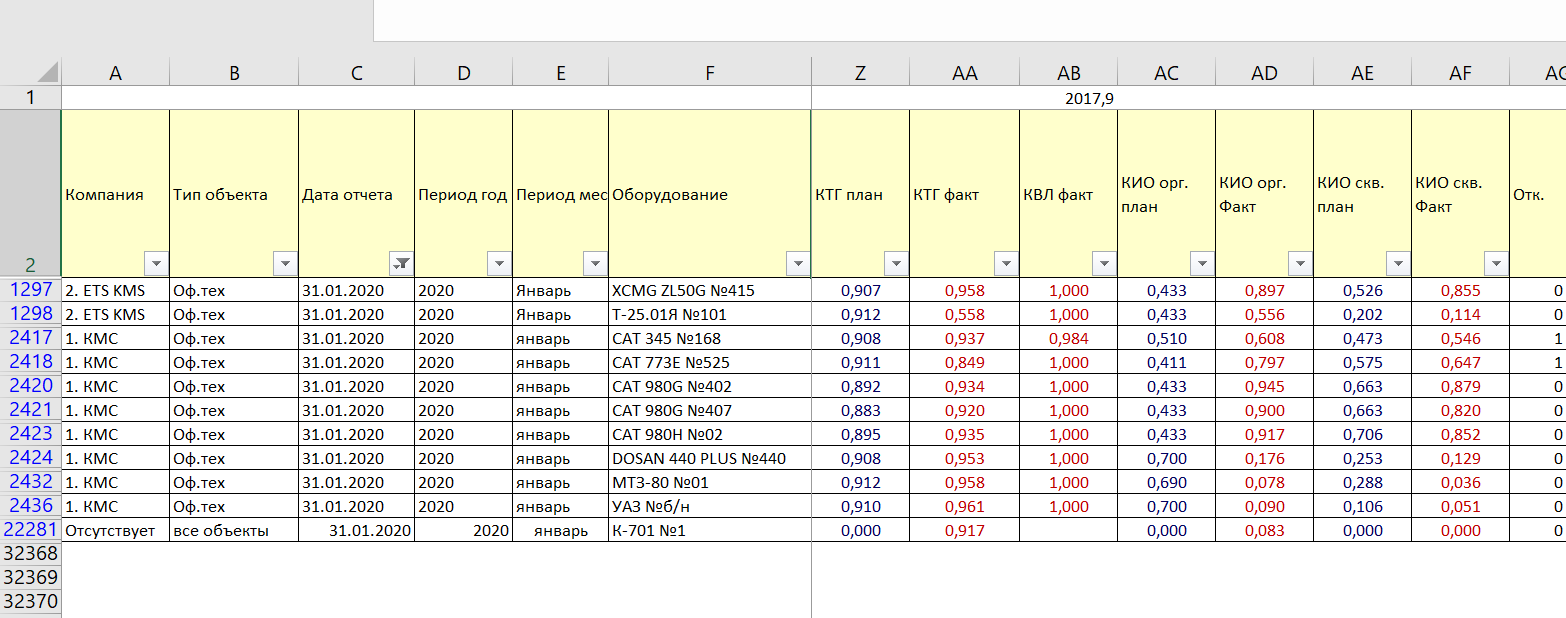 A B C D E F Z AA AB AC AD AE AF AG
1 2017,9
2 Компания Тип объекта Дата отчета Период год Период мес Оборудование КТГ план КТГ факт КВЛ факт КИО орг. план КИО орг. Факт КИО скв. план КИО скв. Факт Отк.
1297 2. ETS KMS Оф.тех 31.01.2020 2020 Январь XCMG ZL50G №415 0,907 0,958 1,000 0,433 0,897 0,526 0,855 0
1298 2. ETS KMS Оф.тех 31.01.2020 2020 Январь Т-25.01Я №101 0,912 0,558 1,000 0,433 0,556 0,202 0,114 0
2417 1. КМС Оф.тех 31.01.2020 2020 январь CAT 345 №168 0,908 0,937 0,984 0,510 0,608 0,473 0,546 1
2418 1. КМС Оф.тех 31.01.2020 2020 январь CAT 773E №525 0,911 0,849 1,000 0,411 0,797 0,575 0,647 1
2420 1. КМС Оф.тех 31.01.2020 2020 январь CAT 980G №402 0,892 0,934 1,000 0,433 0,945 0,663 0,879 0
2421 1. КМС Оф.тех 31.01.2020 2020 январь CAT 980G №407 0,883 0,920 1,000 0,433 0,900 0,663 0,820 0
2423 1. КМС Оф.тех 31.01.2020 2020 январь CAT 980H №02 0,895 0,935 1,000 0,433 0,917 0,706 0,852 0
2424 1. КМС Оф.тех 31.01.2020 2020 январь DOSAN 440 PLUS №440 0,908 0,953 1,000 0,700 0,176 0,253 0,129 0
2432 1. КМС Оф.тех 31.01.2020 2020 январь МТЗ-80 №01 0,912 0,958 1,000 0,690 0,078 0,288 0,036 0
2436 1. КМС Оф.тех 31.01.2020 2020 январь УАЗ №б/н 0,910 0,961 1,000 0,700 0,090 0,106 0,051 0
22281 Отсутствует все объекты 31.01.2020 2020 январь К-701 №1 0,000 0,917 0,000 0,083 0,000 0,000 0
32368
32369
32370